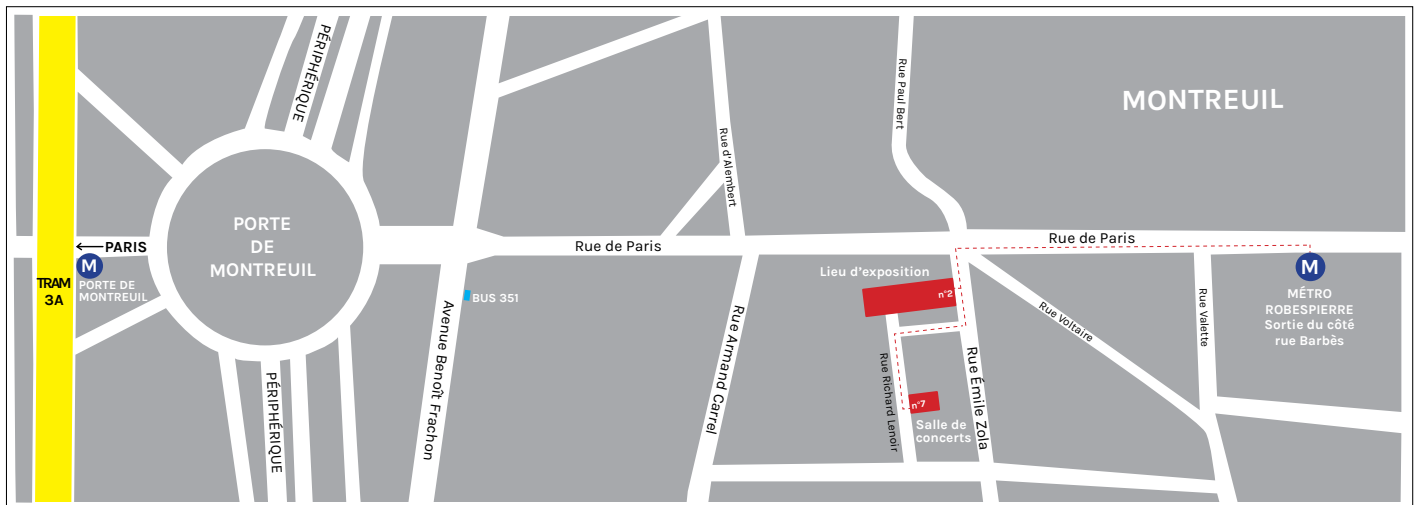 PÉRIPHÉRIQUE
Rue Paul Bert
MONTREUIL
Rue d'Alembert
PORTE
DE
MONTREUIL
PARIS
M
PORTE DE
MONTREUIL
TRAM
3A
Rue de Paris
Rue de Paris
M
MÉTRO
ROBESPIERRE
Sortie du côté
rue Barbès
Lieu d'exposition
n°2
BUS 351
Avenue Benoît Frachon
Rue Armand Carrel
Rue Richard Lenoir
Rue Émile Zola
Rue Voltaire
Rue Valette
n°7
Salle de
concerts
PÉRIPHÉRIQUE